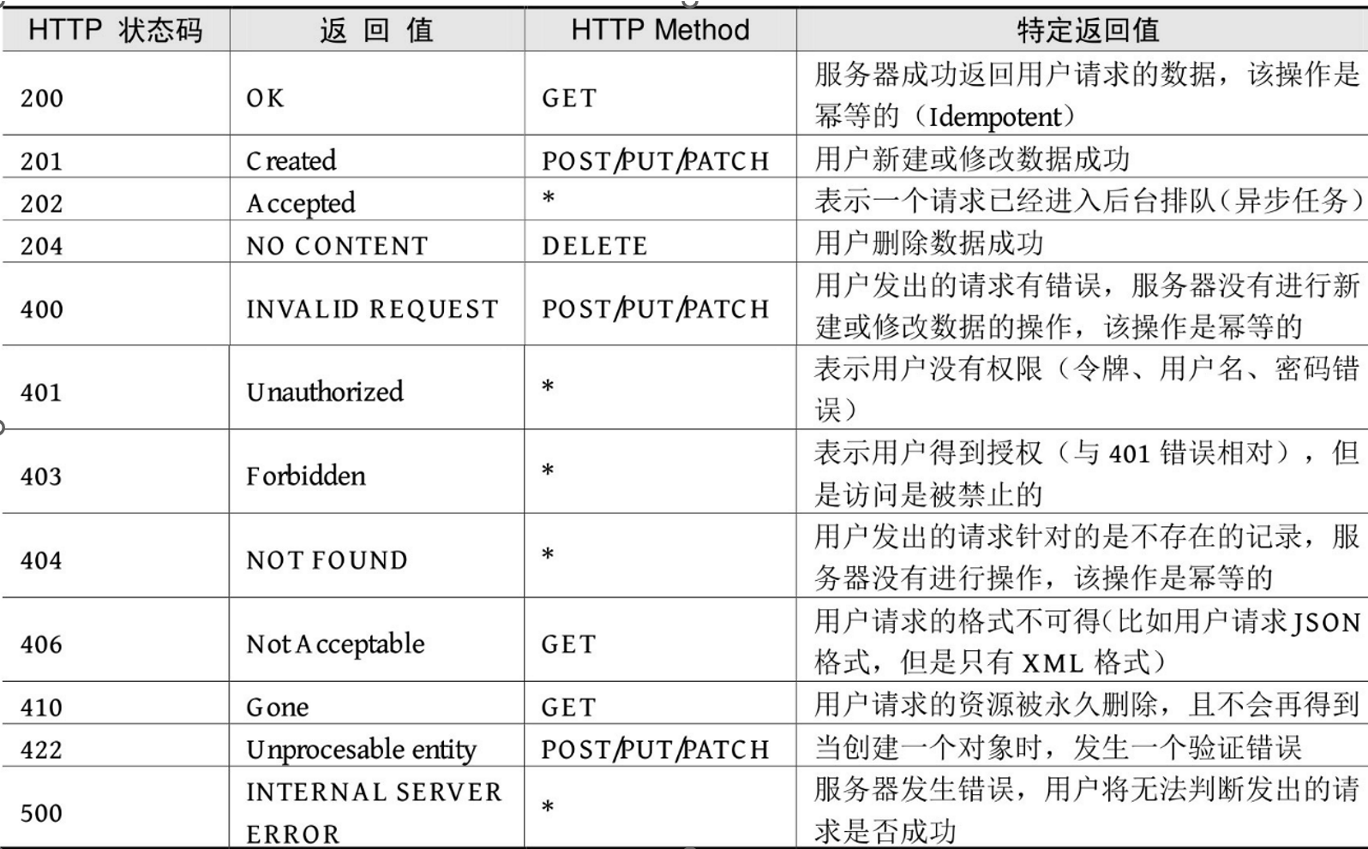 HTTP 状态码 返 回 值 HTTP Method 特定返回值
200 OK GET 服务器成功返回用户请求的数据，该操作是
幂等的（Idempotent）
201 Created POST/PUT/PATCH 用户新建或修改数据成功
202 Accepted * 表示一个请求已经进入后台排队（异步任务）
204 NO CONTENT DELETE 用户删除数据成功
400 INVALID REQUEST POST/PUT/PATCH 用户发出的请求有错误，服务器没有进行新
建或修改数据的操作，该操作是幂等的
401 Unauthorized * 表示用户没有权限（令牌、用户名、密码错
误）
403 Forbidden * 表示用户得到授权（与 401 错误相对），但
是访问是被禁止的
404 NOT FOUND * 用户发出的请求针对的是不存在的记录，服
务器没有进行操作，该操作是幂等的
406 Not Acceptable GET 用户请求的格式不可得（比如用户请求 JSON
格式，但是只有 XML 格式）
410 Gone GET 用户请求的资源被永久删除，且不会再得到
422 Unprocesable entity POST/PUT/PATCH 当创建一个对象时，发生一个验证错误
500 INTERNAL SERVER
ERROR * 服务器发生错误，用户将无法判断发出的请
求是否成功